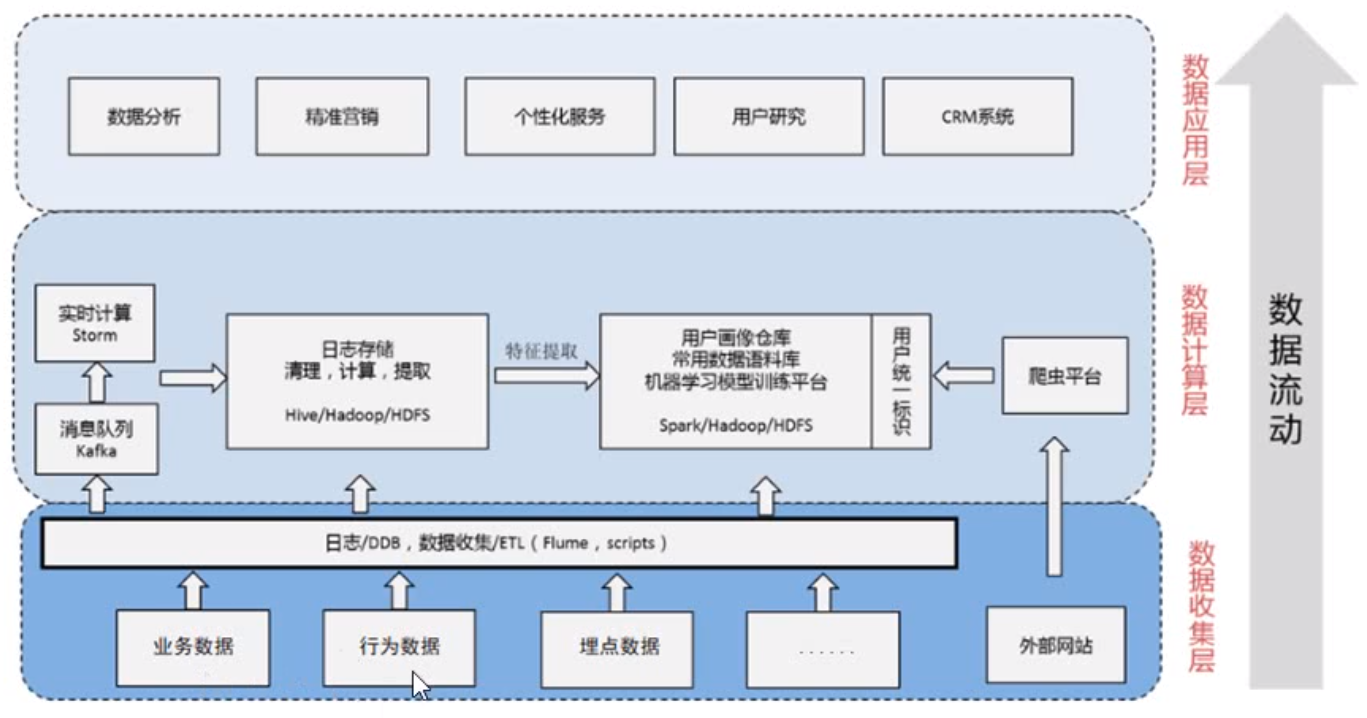 数据分析
精准营销
个性化服务
用户研究
CRM系统
数据应用层
实时计算
Storm
消息队列
Kafka
日志存储
清理，计算，提取
Hive/Hadoop/HDFS
特征提取
用户画像仓库
常用数据语料库
机器学习模型训练平台
Spark/Hadoop/HDFS
用户统一标识
爬虫平台
数据计算层
数据流动
日志/DDB，数据收集/ETL（Flume，scripts）
业务数据
行为数据
埋点数据
......
外部网站
数据收集层